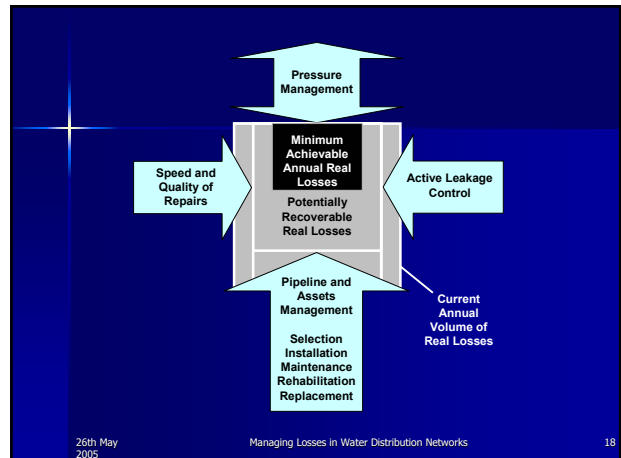 Pressure
Management
Minimum
Achievable
Annual Real
Losses
Speed and
Quality of
Repairs
Active Leakage
Control
Potentially
Recoverable
Real Losses
Pipeline and
Assets
Management
Selection
Installation
Maintenance
Rehabilitation
Replacement
Current
Annual
Volume of
Real Losses
26th May
2005
Managing Losses in Water Distribution Networks
18